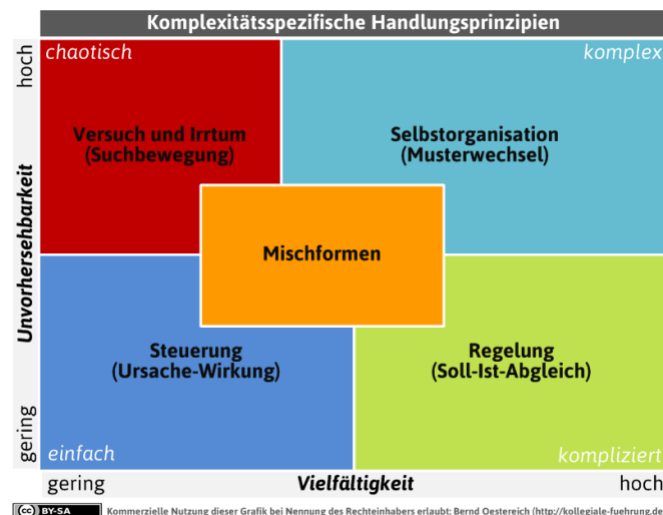 Komplexitätsspezifische Handlungsprinzipien
hoch
chaotisch
komplex
Versuch und Irrtum
(Suchbewegung)
Selbstorganisation
(Musterwechsel)
Unvorhersehbarkeit
Mischformen
Steuerung
(Ursache-Wirkung)
Regelung
(Soll-Ist-Abgleich)
gering
einfach
kompliziert
gering
Vielfältigkeit
hoch
cc BY-SA Kommerzielle Nutzung dieser Grafik bei Nennung des Rechteinhabers erlaubt: Bernd Oestereich (http://kollegiale-fuehrung.de